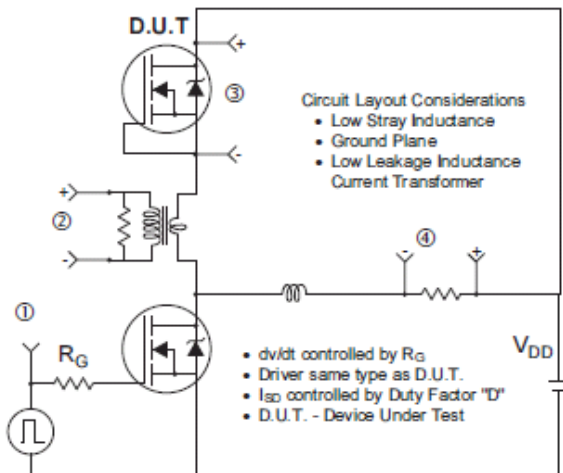 D.U.T
+
③
-
Circuit Layout Considerations
• Low Stray Inductance
• Ground Plane
• Low Leakage Inductance
Current Transformer
+
②
-
- ④ +
①
RG
VDD
• dv/dt controlled by RG
• Driver same type as D.U.T.
• ISD controlled by Duty Factor "D"
• D.U.T. - Device Under Test